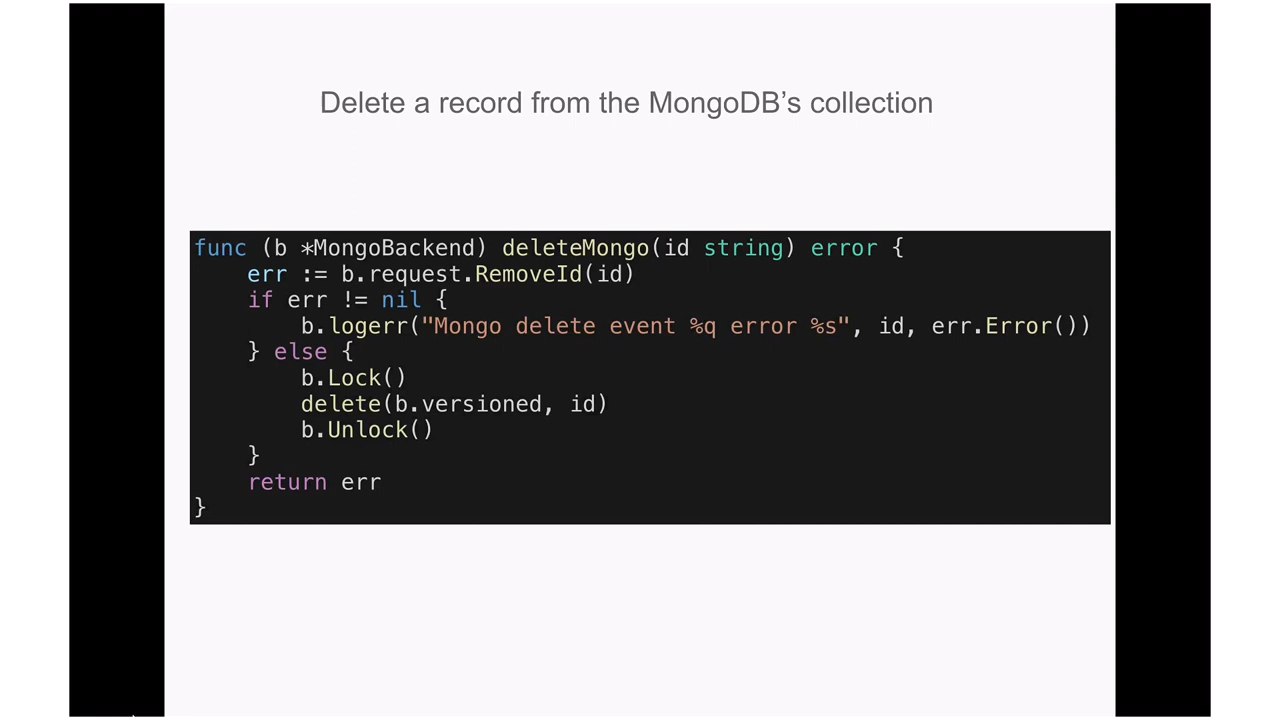 Delete a record from the MongoDB’s collection
func (b *MongoBackend) deleteMongo(id string) error {
    err := b.request.RemoveId(id)
    if err != nil {
        b.logerr("Mongo delete event %q error %s", id, err.Error())
    } else {
        b.Lock()
        delete(b.versioned, id)
        b.Unlock()
    }
    return err
}